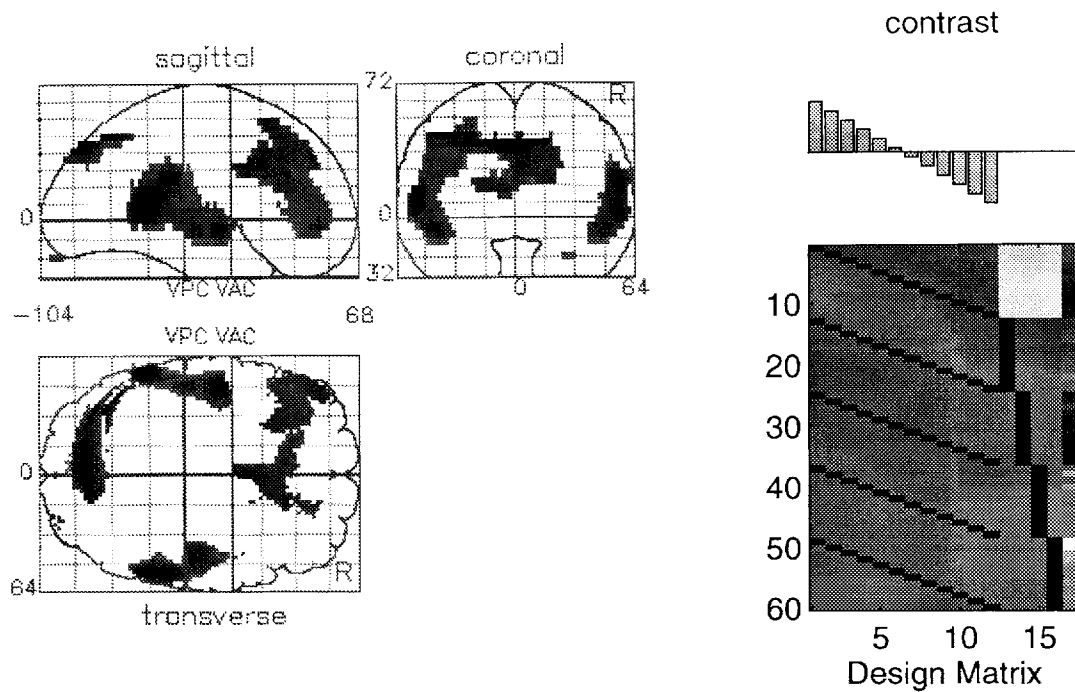 sagittal
coronal
72
R
0
0
32
VPC VAC
0
64
-104
68
VPC VAC
0
64
R
transverse
contrast
10
20
30
40
50
60
5
10
15
Design Matrix